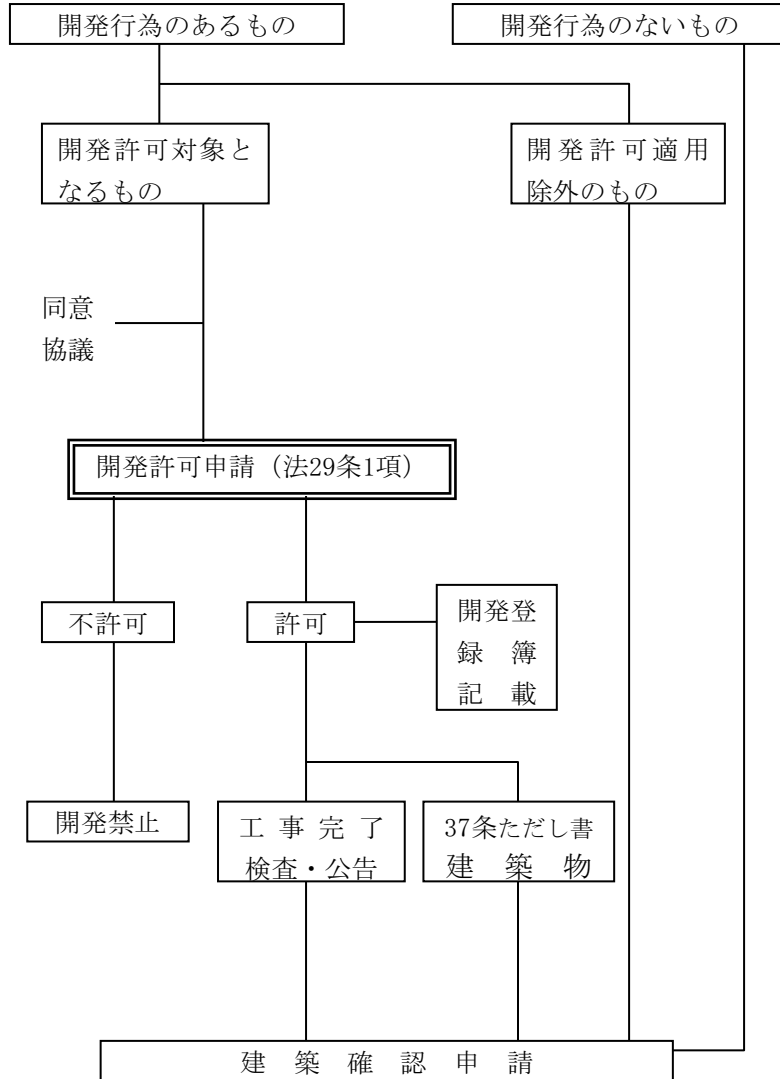 開発行為のあるもの
開発行為のないもの
開発許可対象と
なるもの
開発許可適用
除外のもの
同意
協議
開発許可申請（法29条1項）
不許可
許可
開発登
録簿
記載
開発禁止
工事完了
検査・公告
37条ただし書
建築物
建築確認申請